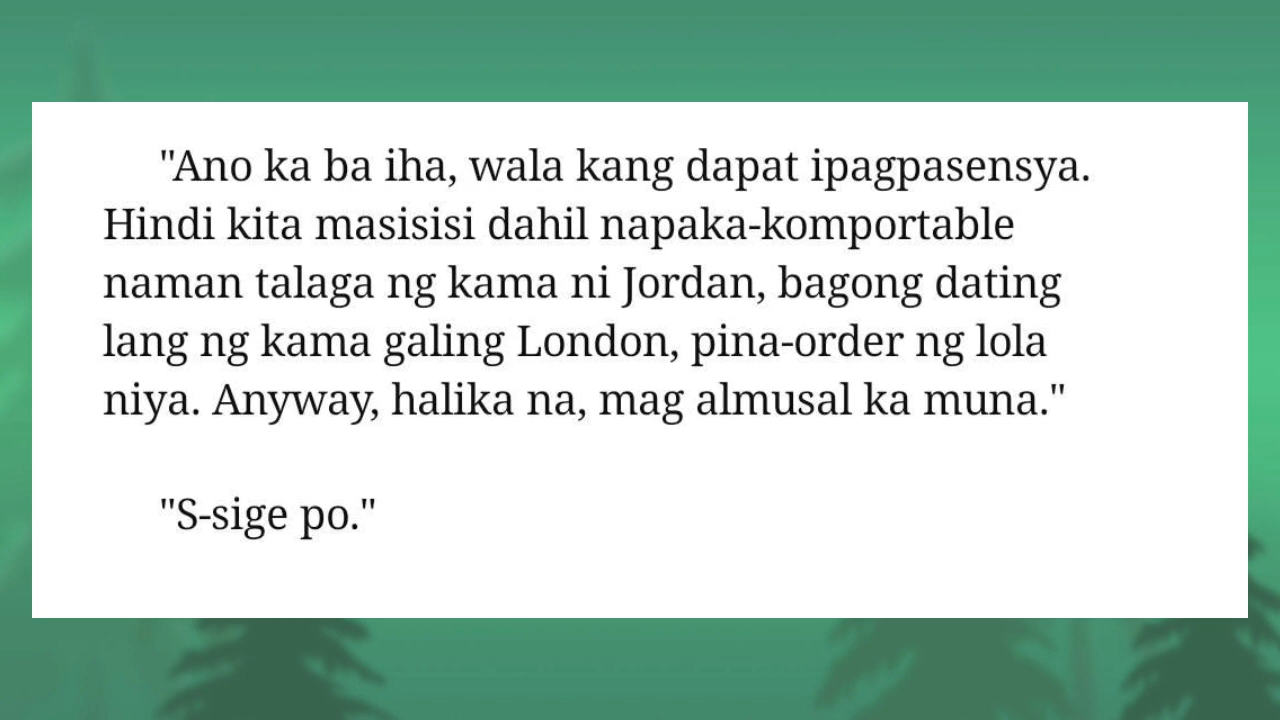 "Ano ka ba iha, wala kang dapat ipagpasensya.
Hindi kita masisisi dahil napaka-komportable
naman talaga ng kama ni Jordan, bagong dating
lang ng kama galing London, pina-order ng lola
niya. Anyway, halika na, mag almusal ka muna."
"S-sige po."